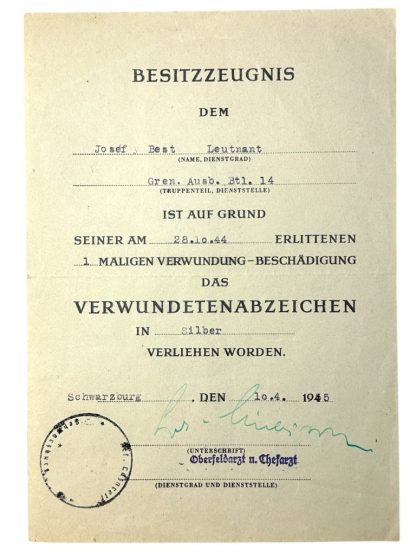 BESITZZEUGNIS
DEM
Josef Best Leutnant
(NAME, DIENSTGRAD)
Gren. Ausb. Btl. 14
(TRUPPENTEIL, DIENSTSTELLE)
IST AUF GRUND
SEINER AM 28.1o.44 ERLITTENEN
1 MALIGEN VERWUNDUNG – BESCHÄDIGUNG
DAS
VERWUNDETENABZEICHEN
IN Silber
VERLIEHEN WORDEN.
Schwarzburg , DEN 1o.4. 1945
(UNTERSCHRIFT)
Oberfeldarzt u. Chefarzt
(DIENSTGRAD UND DIENSTSTELLE)